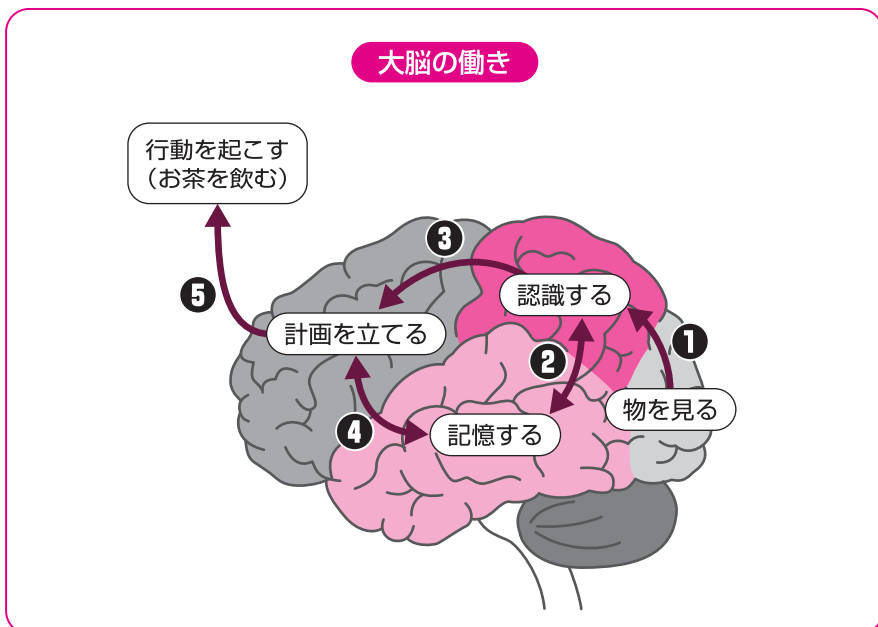 大脳の働き
行動を起こす
(お茶を飲む)
3
5
認識する
計画を立てる
1
2
物を見る
4
記憶する